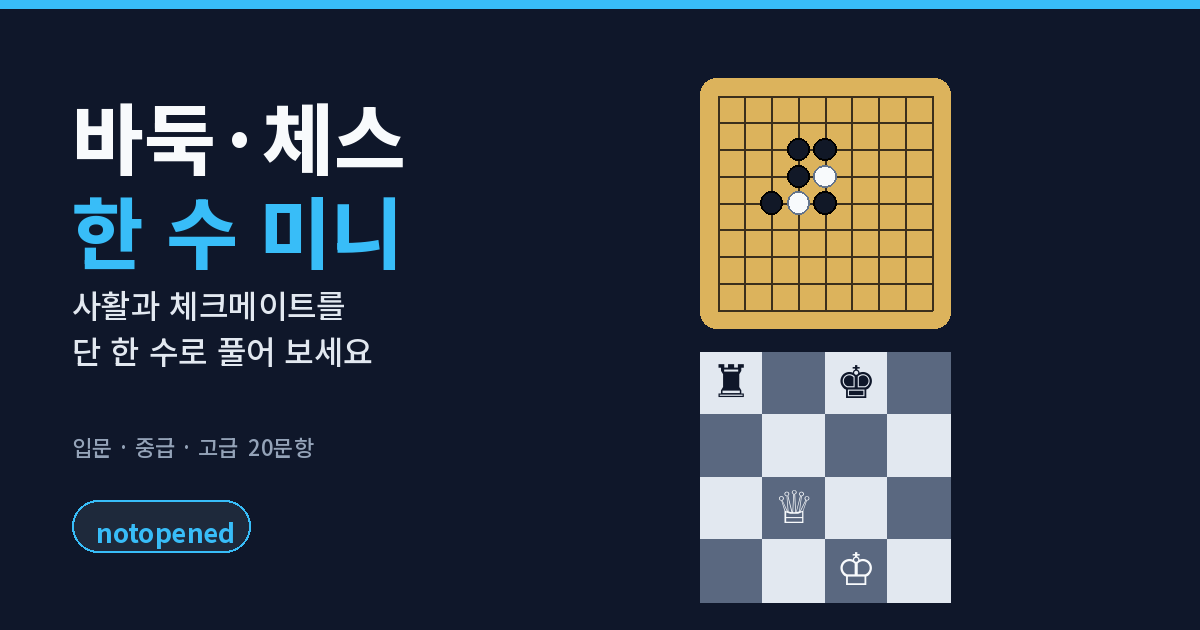 바둑·체스
한 수 미니
사활과 체크메이트를
단 한 수로 풀어 보세요
입문 · 중급 · 고급 20문항
notopened